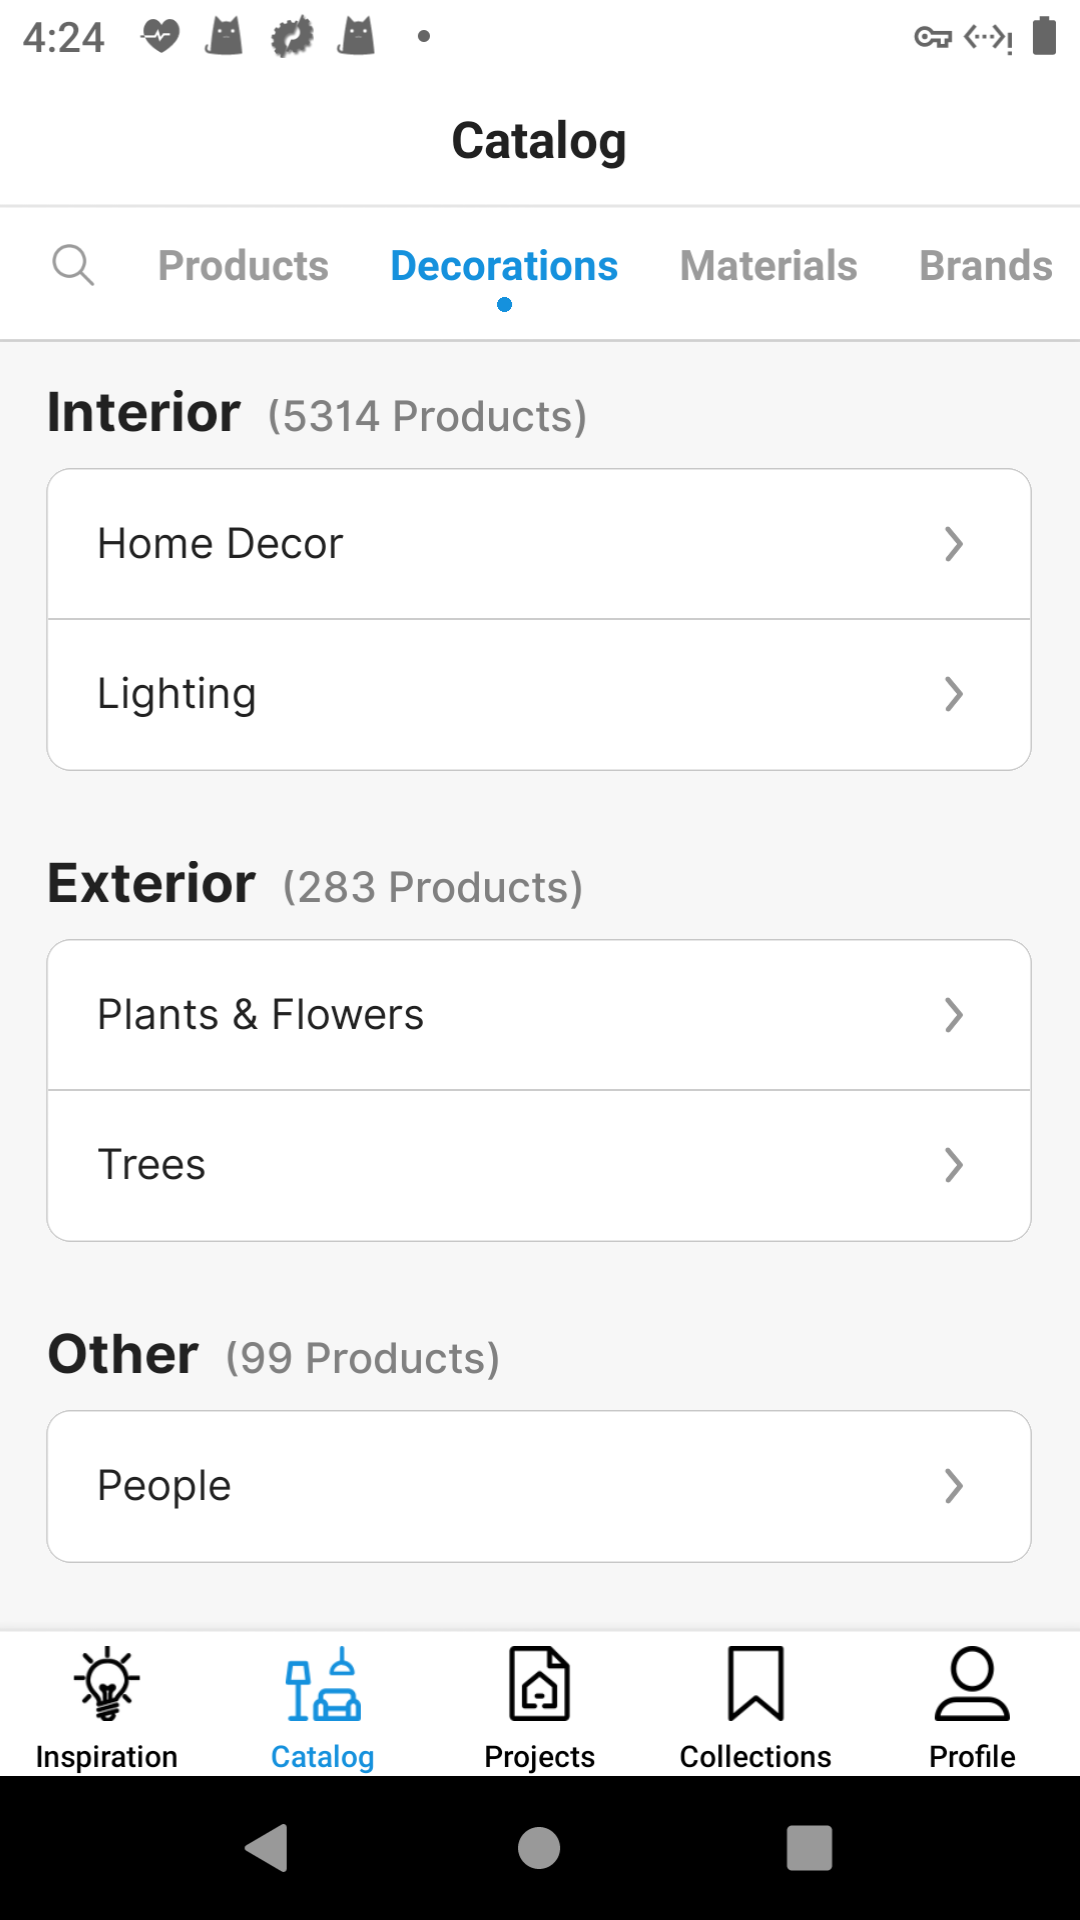 4:24
Catalog
Products Decorations Materials Brands
Interior (5314 Products)
Home Decor
Lighting
Exterior (283 Products)
Plants & Flowers
Trees
Other (99 Products)
People
Inspiration Catalog Projects Collections Profile